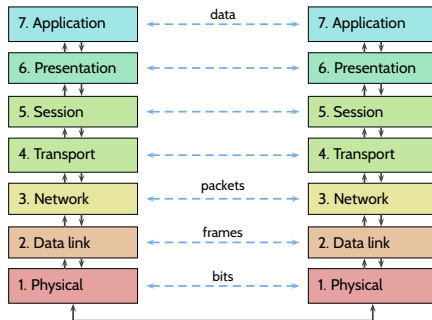 7. Application
data
7. Application
6. Presentation
6. Presentation
5. Session
5. Session
4. Transport
4. Transport
3. Network
packets
3. Network
2. Data link
frames
2. Data link
1. Physical
bits
1. Physical